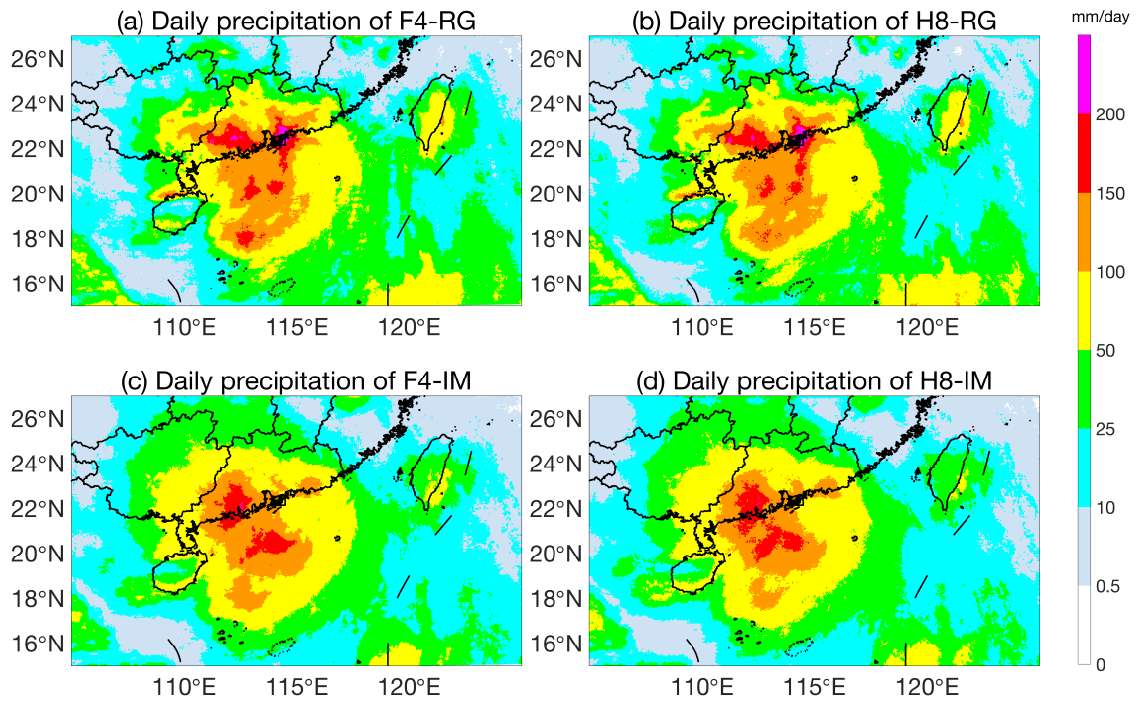 (a) Daily precipitation of F4-RG
(b) Daily precipitation of H8-RG
mm/day
26°N
24°N
22°N
20°N
18°N
16°N
110°E 115°E 120°E
26°N
24°N
22°N
20°N
18°N
16°N
110°E 115°E 120°E
(c) Daily precipitation of F4-IM
(d) Daily precipitation of H8-IM
26°N
24°N
22°N
20°N
18°N
16°N
110°E 115°E 120°E
26°N
24°N
22°N
20°N
18°N
16°N
110°E 115°E 120°E
200
150
100
50
25
10
0.5
0